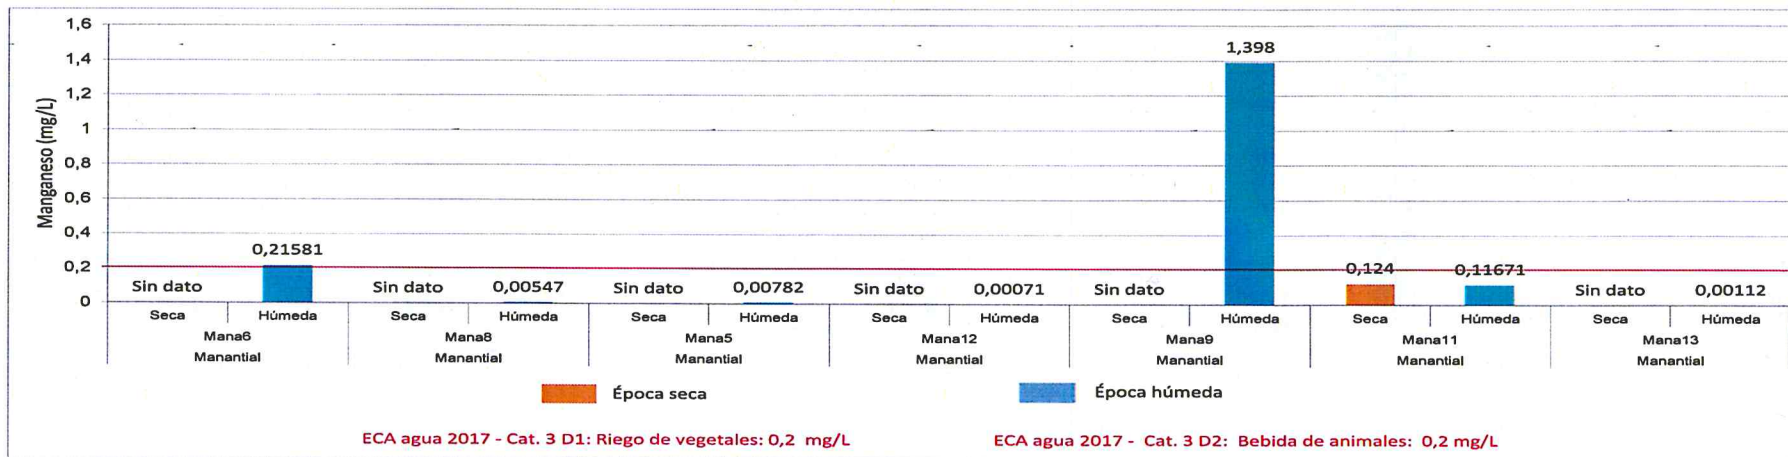 Manganeso (mg/L)
1,6
1,4
1,2
1
0,8
0,6
0,4
0,2
0
Sin dato 0,21581 Sin dato 0,00547 Sin dato 0,00782 Sin dato 0,00071 Sin dato 1,398 0,124 0,11671 Sin dato 0,00112
Seca Húmeda Seca Húmeda Seca Húmeda Seca Húmeda Seca Húmeda Seca Húmeda Seca Húmeda
Mana6 Mana8 Mana5 Mana12 Mana9 Mana11 Mana13
Manantial Manantial Manantial Manantial Manantial Manantial Manantial
Época seca Época húmeda
ECA agua 2017 - Cat. 3 D1: Riego de vegetales: 0,2 mg/L ECA agua 2017 - Cat. 3 D2: Bebida de animales: 0,2 mg/L